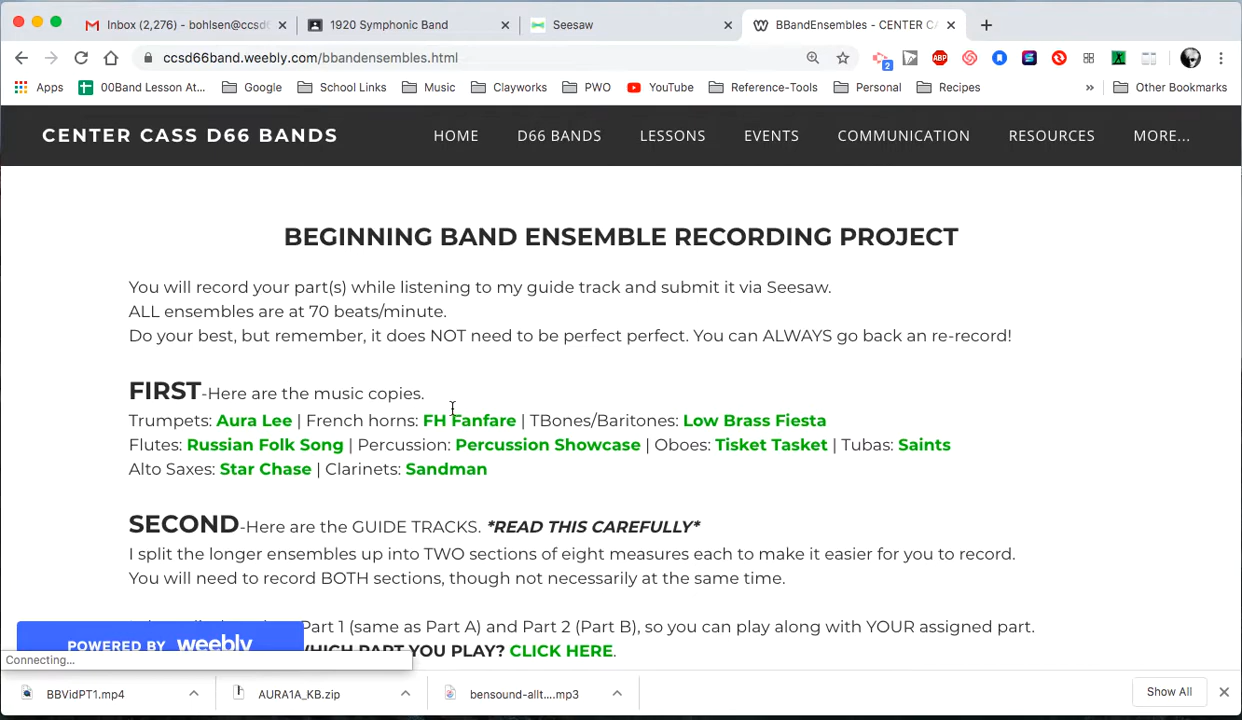 Inbox (2,276) - bohlsen@ccsd
1920 Symphonic Band
Seesaw
BBandEnsembles - CENTER CA
ccsd66band.weebly.com/bbandensembles.html
2
ABP
Apps
00Band Lesson At...
Google
School Links
Music
Clayworks
PWO
YouTube
Reference-Tools
Personal
Recipes
»
Other Bookmarks
CENTER CASS D66 BANDS
HOME
D66 BANDS
LESSONS
EVENTS
COMMUNICATION
RESOURCES
MORE...
BEGINNING BAND ENSEMBLE RECORDING PROJECT
You will record your part(s) while listening to my guide track and submit it via Seesaw.
ALL ensembles are at 70 beats/minute.
Do your best, but remember, it does NOT need to be perfect perfect. You can ALWAYS go back an re-record!
FIRST-Here are the music copies.
Trumpets: Aura Lee | French horns: FH Fanfare | TBones/Baritones: Low Brass Fiesta
Flutes: Russian Folk Song | Percussion: Percussion Showcase | Oboes: Tisket Tasket | Tubas: Saints
Alto Saxes: Star Chase | Clarinets: Sandman
SECOND-Here are the GUIDE TRACKS. *READ THIS CAREFULLY*
I split the longer ensembles up into TWO sections of eight measures each to make it easier for you to record.
You will need to record BOTH sections, though not necessarily at the same time.
Part 1 (same as Part A) and Part 2 (Part B), so you can play along with YOUR assigned part.
POWERED BY weebly
WHICH PART YOU PLAY? CLICK HERE.
Connecting...
BBVidPT1.mp4
AURA1A_KB.zip
bensound-allt....mp3
Show All